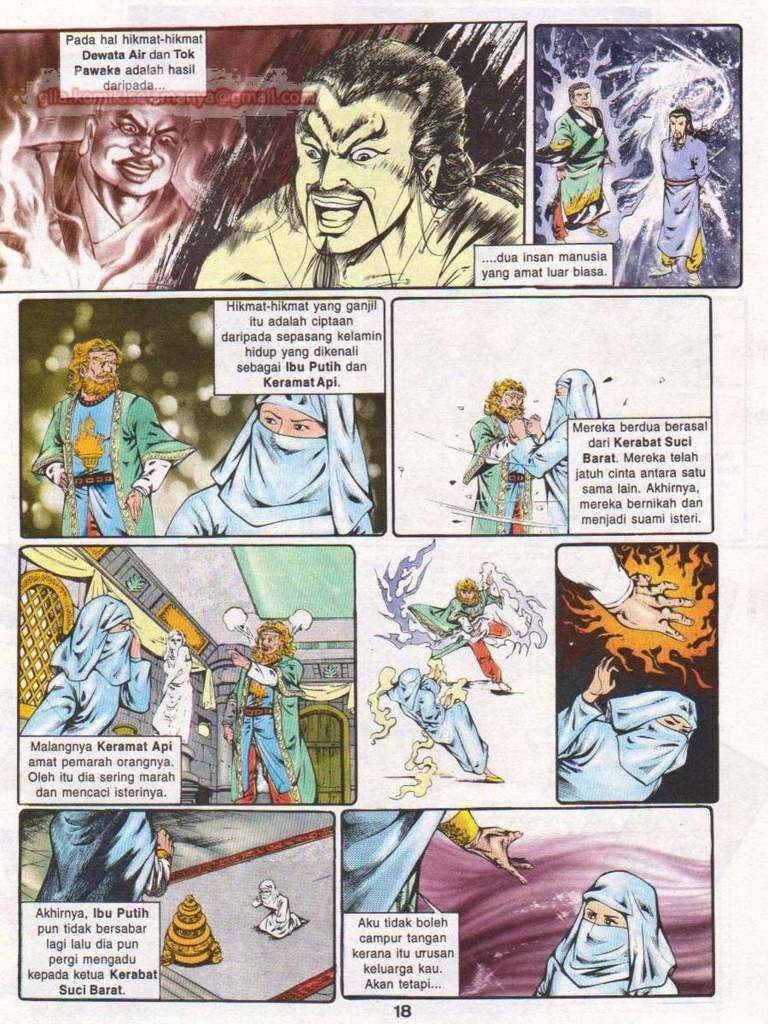 Pada hal hikmat-hikmat
Dewata Air dan Tok
Pawaka adalah hasil
daripada...
....dua insan manusia
yang amat luar biasa.
Hikmat-hikmat yang ganjil
itu adalah ciptaan
daripada sepasang kelamin
hidup yang dikenali
sebagai Ibu Putih dan
Keramat Api.
Mereka berdua berasal
dari Kerabat Suci
Barat. Mereka telah
jatuh cinta antara satu
sama lain. Akhirnya,
mereka bernikah dan
menjadi suami isteri.
Malangnya Keramat Api
amat pemarah orangnya.
Oleh itu dia sering marah
dan mencaci isterinya.
Akhirnya, Ibu Putih
pun tidak bersabar
lagi lalu dia pun
pergi mengadu
kepada ketua Kerabat
Suci Barat.
Aku tidak boleh
campur tangan
kerana itu urusan
keluarga kau.
Akan tetapi...
18